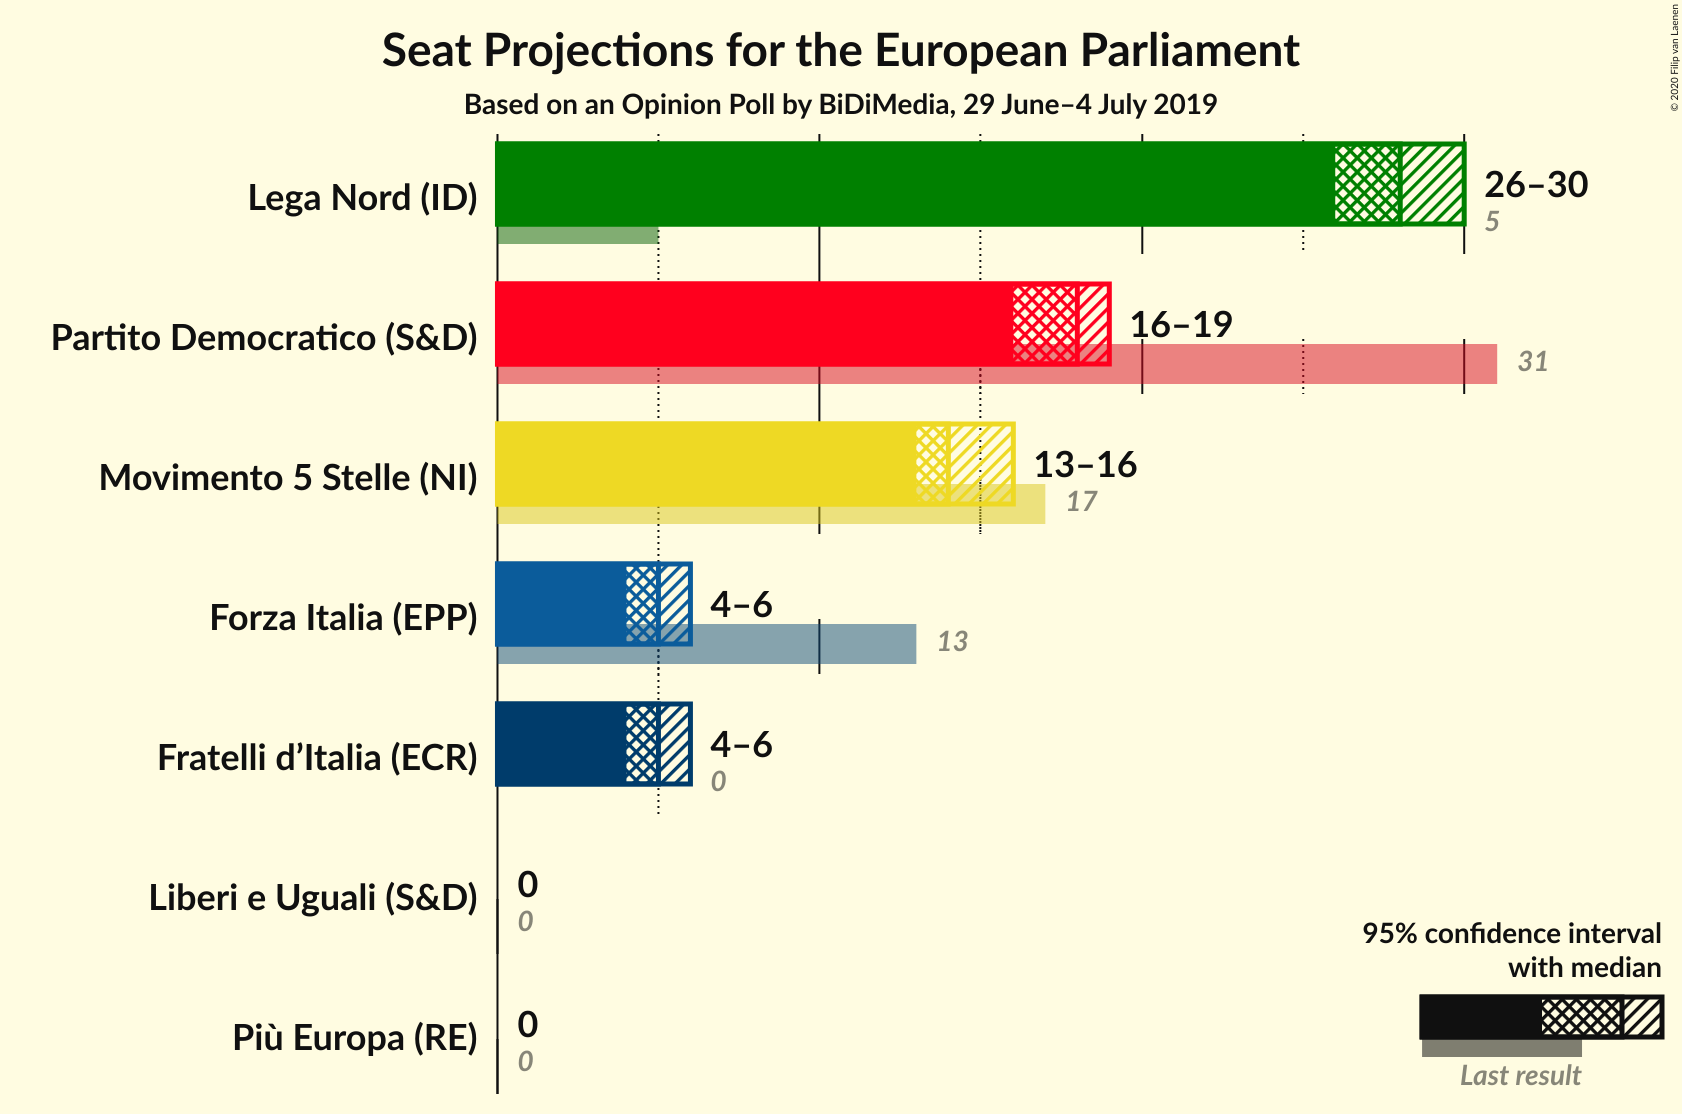 Seat Projections for the European Parliament
Based on an Opinion Poll by BiDiMedia, 29 June–4 July 2019
© 2020 Filip van Laenen
Lega Nord (ID)
26–30
5
Partito Democratico (S&D)
16–19
31
Movimento 5 Stelle (NI)
13–16
17
Forza Italia (EPP)
4–6
13
Fratelli d’Italia (ECR)
4–6
0
Liberi e Uguali (S&D)
0
0
Più Europa (RE)
0
0
95% confidence interval
with median
Last result